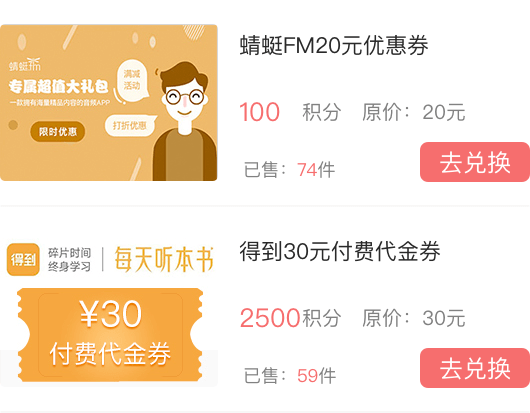 蜻蜓FM20元优惠券
蜻蜓fm
专属超值大礼包
一款拥有海量精品内容的音频APP
满减
活动
限时优惠
打折优惠
100 积分 原价：20元
已售：74件
去兑换
得到30元付费代金券
得到
碎片时间
终身学习
每天听本书
¥30
付费代金券
2500积分 原价：30元
已售：59件
去兑换